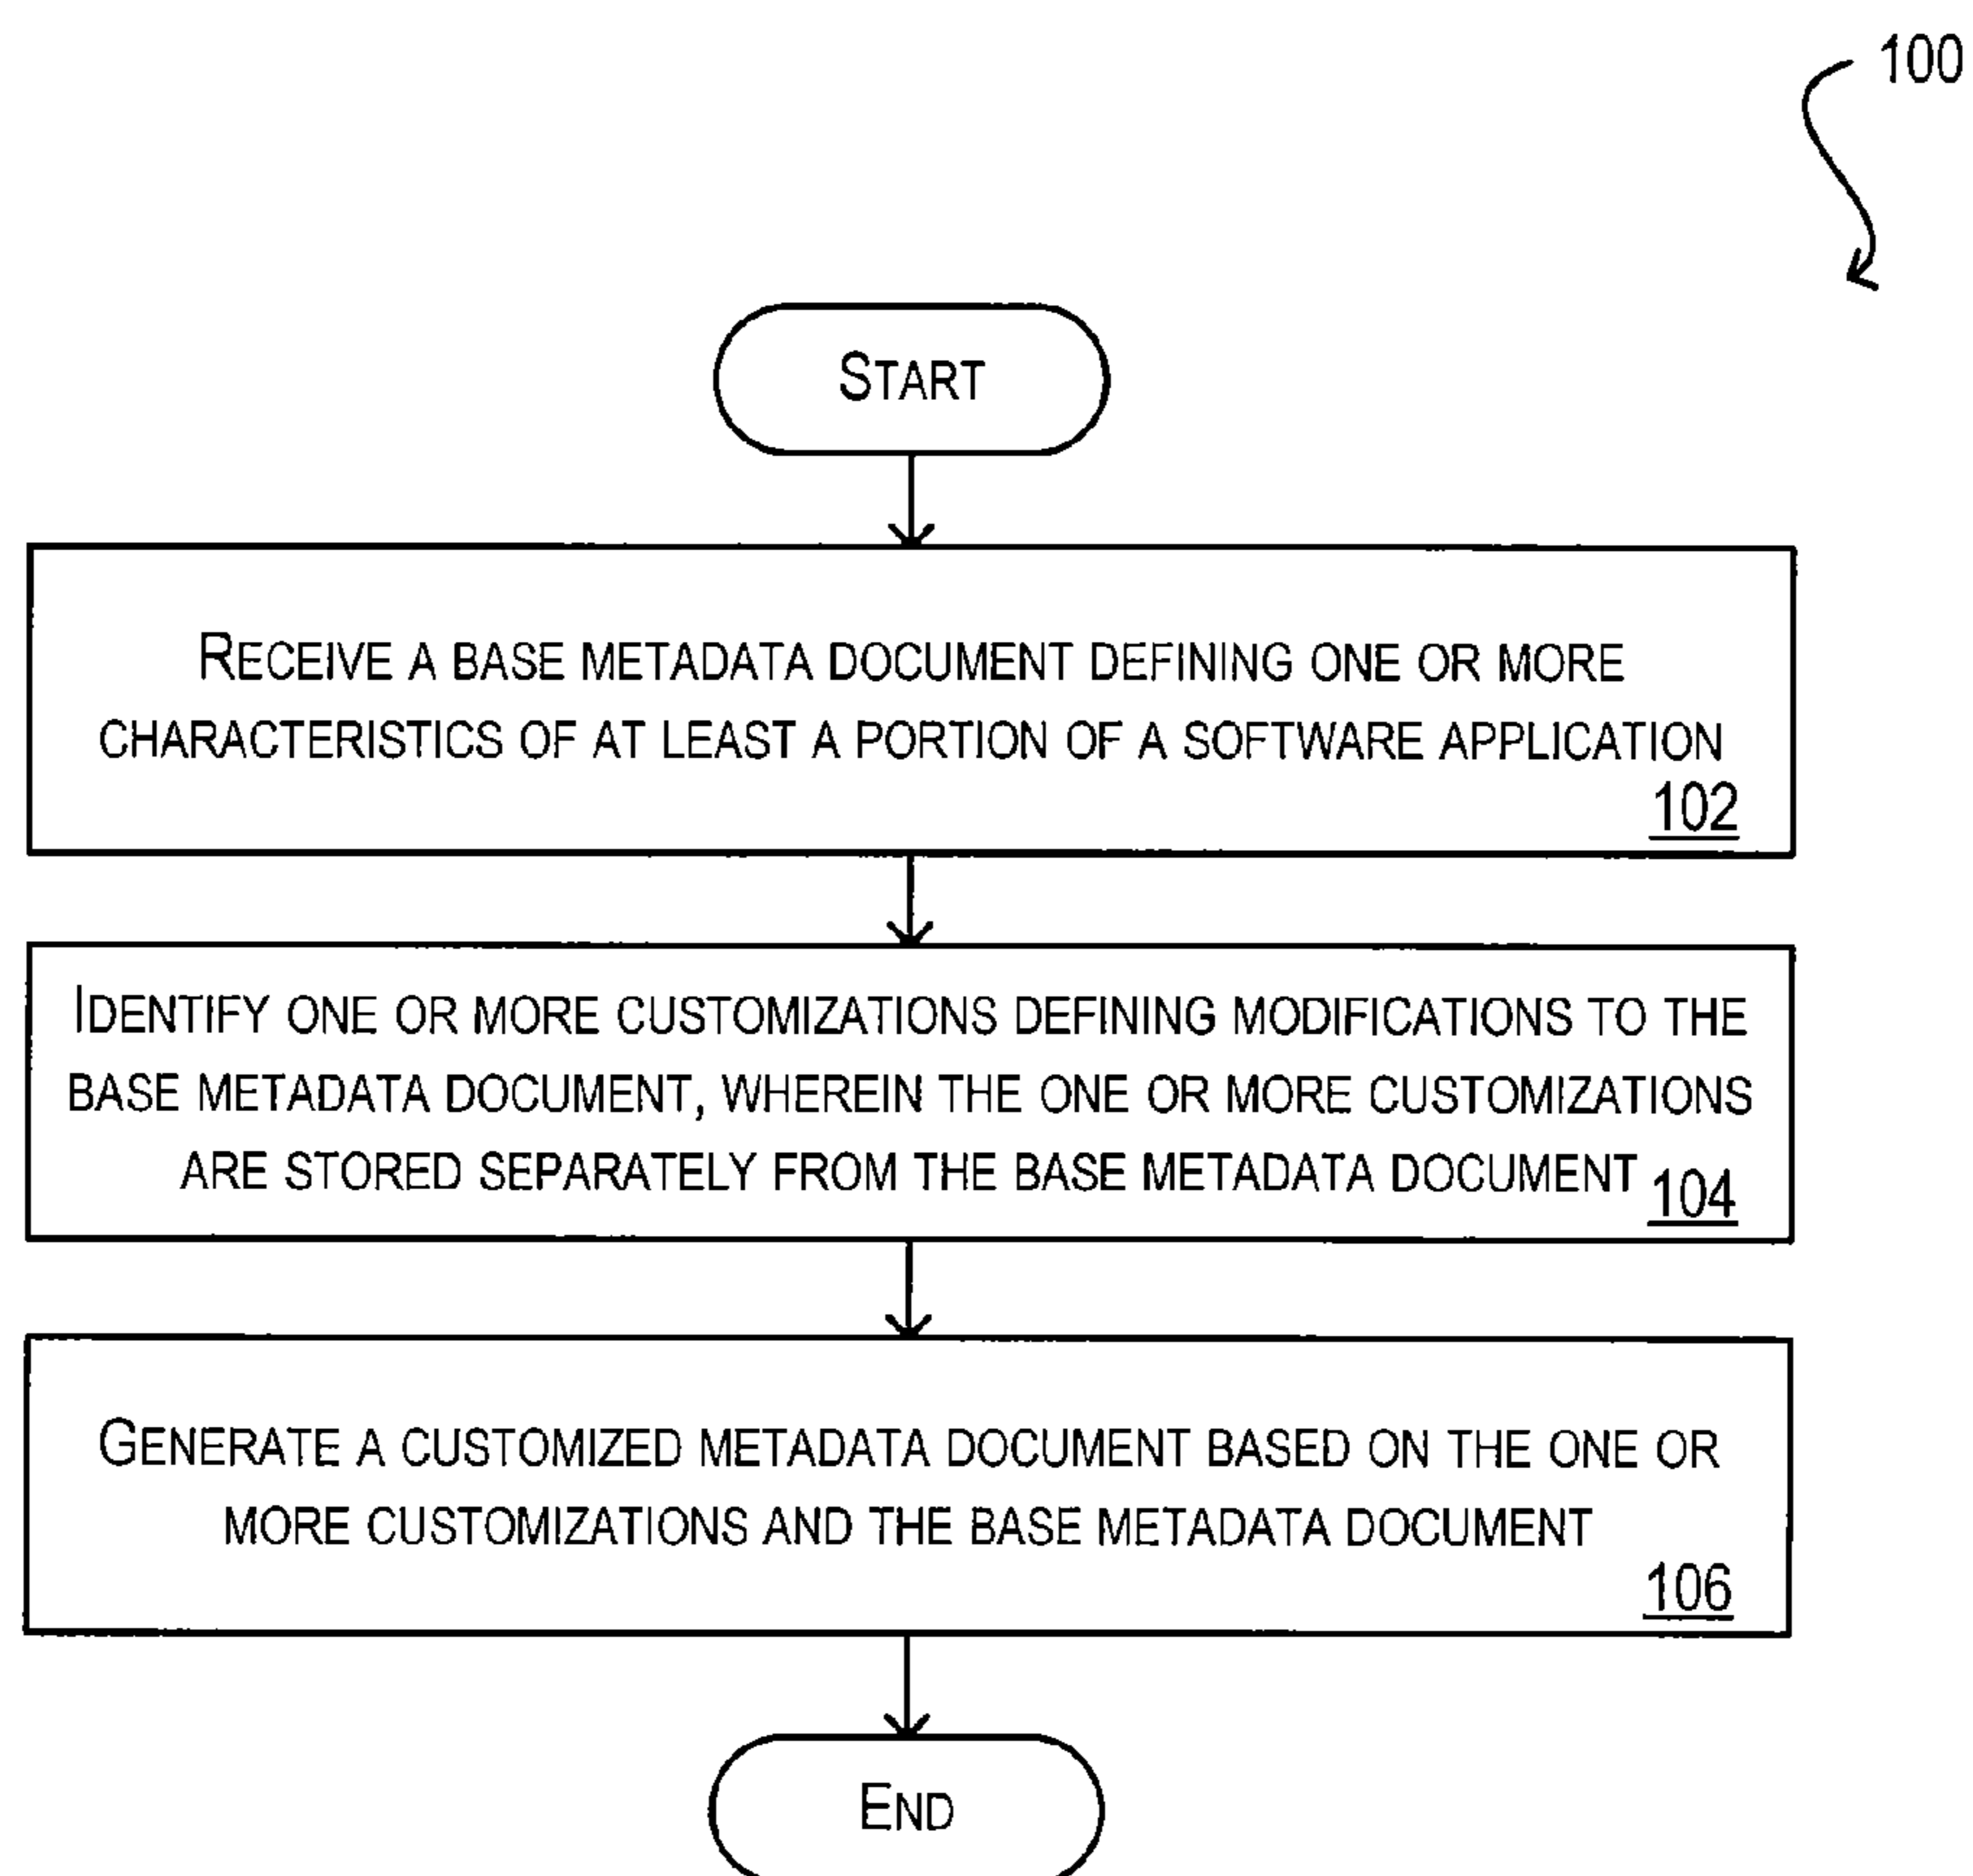 100
START
RECEIVE A BASE METADATA DOCUMENT DEFINING ONE OR MORE
CHARACTERISTICS OF AT LEAST A PORTION OF A SOFTWARE APPLICATION
102
IDENTIFY ONE OR MORE CUSTOMIZATIONS DEFINING MODIFICATIONS TO THE
BASE METADATA DOCUMENT, WHEREIN THE ONE OR MORE CUSTOMIZATIONS
ARE STORED SEPARATELY FROM THE BASE METADATA DOCUMENT
104
GENERATE A CUSTOMIZED METADATA DOCUMENT BASED ON THE ONE OR
MORE CUSTOMIZATIONS AND THE BASE METADATA DOCUMENT
106
END